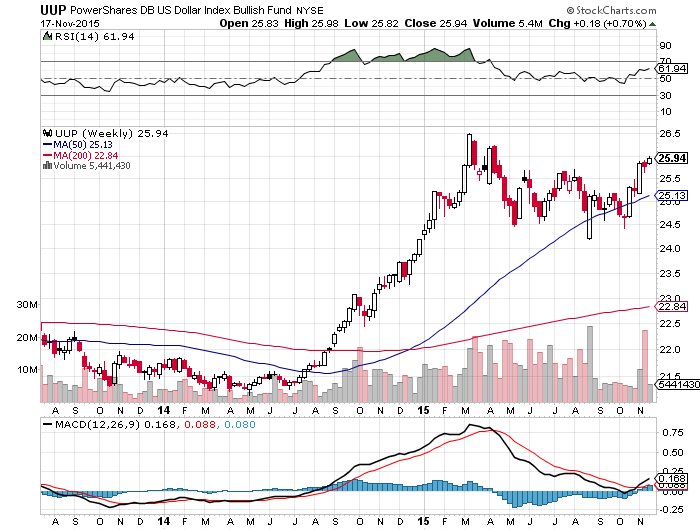 UUP PowerShares DB US Dollar Index Bullish Fund NYSE © StockCharts.com
17-Nov-2015 Open 25.83 High 25.98 Low 25.82 Close 25.94 Volume 5.4M Chg +0.18 (+0.70%)
RSI(14) 61.94
90
70
61.94
50
30
10
UUP (Weekly) 25.94
MA(50) 25.13
MA(200) 22.84
Volume 5,441,430
26.5
25.94
25.5
25.13
25.0
24.5
24.0
23.5
23.0
22.84
22.5
22.0
21.5
5441430
30M
20M
10M
A S O N D 14 F M A M J J A S O N D 15 F M A M J J A S O N
MACD(12,26,9) 0.168, 0.088, 0.080
0.75
0.50
0.25
0.168
0.088
0.00
-0.25
A S O N D 14 F M A M J J A S O N D 15 F M A M J J A S O N